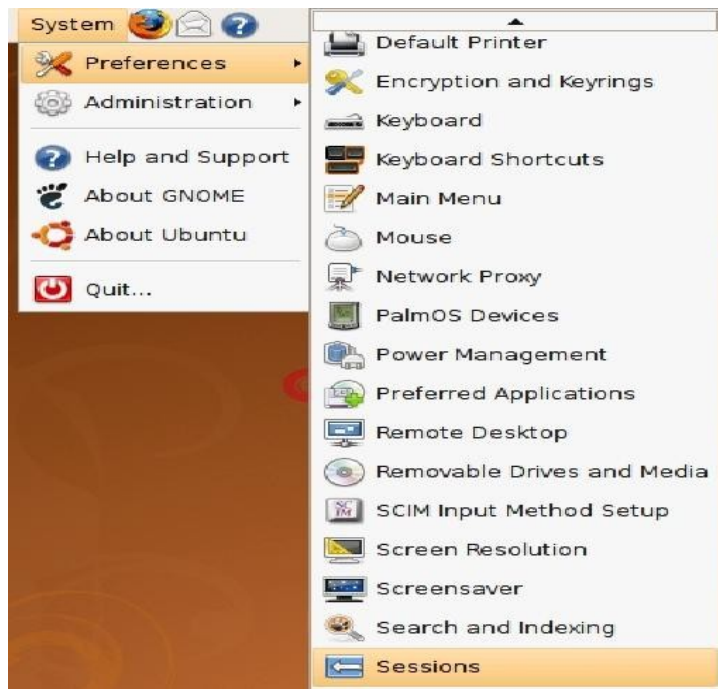 System
Preferences
Administration
Help and Support
About GNOME
About Ubuntu
Quit...
Default Printer
Encryption and Keyrings
Keyboard
Keyboard Shortcuts
Main Menu
Mouse
Network Proxy
PalmOS Devices
Power Management
Preferred Applications
Remote Desktop
Removable Drives and Media
SCIM Input Method Setup
Screen Resolution
Screensaver
Search and Indexing
Sessions